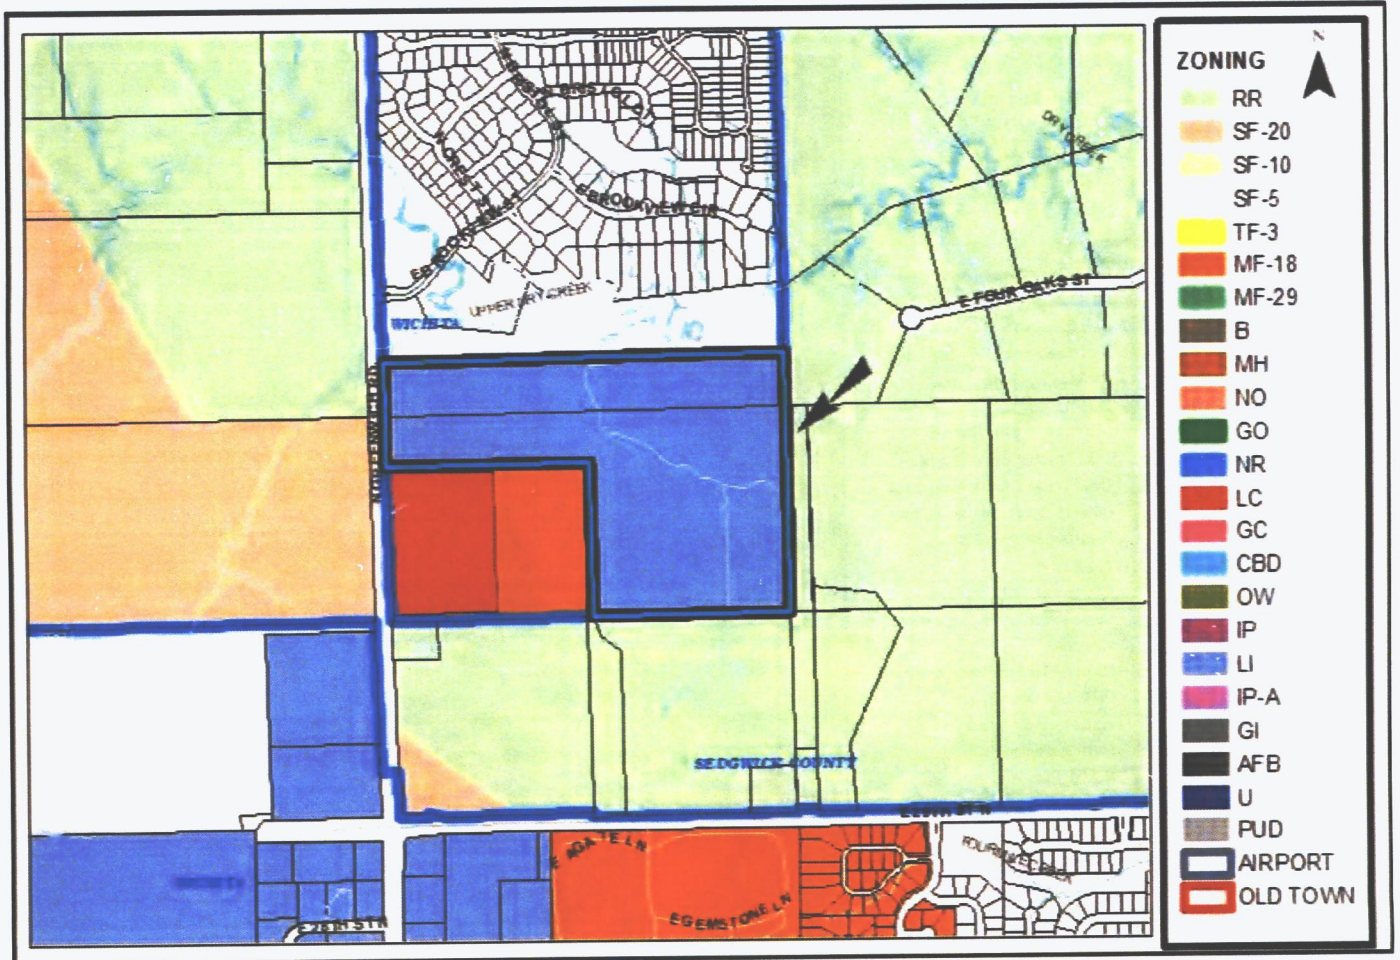 N
ZONING
RR
SF-20
SF-10
SF-5
TF-3
MF-18
MF-29
B
MH
NO
GO
NR
LC
GC
CBD
OW
IP
LI
IP-A
GI
AFB
U
PUD
AIRPORT
OLD TOWN
E BROOKVIEW CIR
UPPER DRY CREEK
WICHITA
DRY CREEK
E FOUR OAKS ST
SEDGWICK COUNTY
E AGATE LN
E GEMSTONE LN